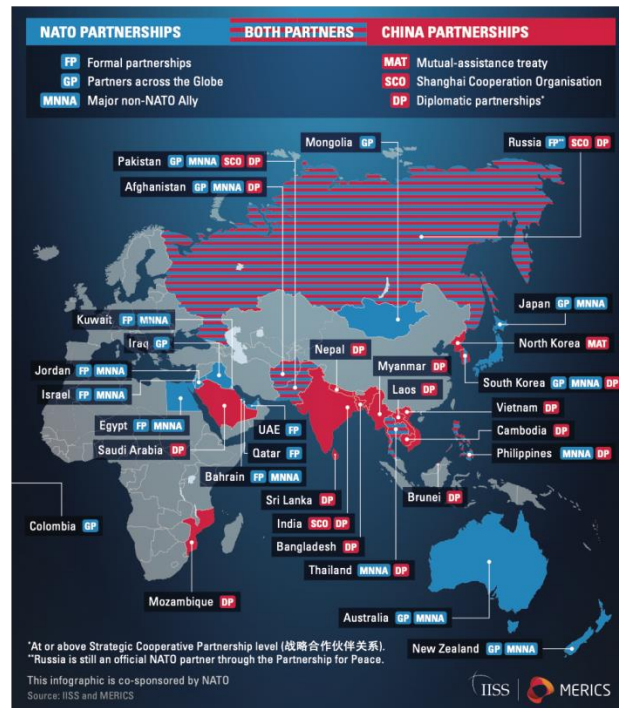 NATO PARTNERSHIPS
BOTH PARTNERS
CHINA PARTNERSHIPS
FP Formal partnerships
GP Partners across the Globe
MNNA Major non-NATO Ally
MAT Mutual-assistance treaty
SCO Shanghai Cooperation Organisation
DP Diplomatic partnerships*
Mongolia GP
Russia FP** SCO DP
Pakistan GP MNNA SCO DP
Afghanistan GP MNNA DP
Japan GP MNNA
Kuwait FP MNNA
Iraq GP
Nepal DP
North Korea MAT
Myanmar DP
Jordan FP MNNA
Laos DP
South Korea GP MNNA DP
Israel FP MNNA
Vietnam DP
Egypt FP MNNA
UAE FP
Cambodia DP
Saudi Arabia DP
Qatar FP
Philippines MNNA DP
Bahrain FP MNNA
Sri Lanka DP
Brunei DP
Colombia GP
India SCO DP
Bangladesh DP
Thailand MNNA DP
Mozambique DP
Australia GP MNNA
New Zealand GP MNNA
*At or above Strategic Cooperative Partnership level (战略合作伙伴关系).
**Russia is still an official NATO partner through the Partnership for Peace.
This infographic is co-sponsored by NATO
Source: IISS and MERICS
IISS
MERICS